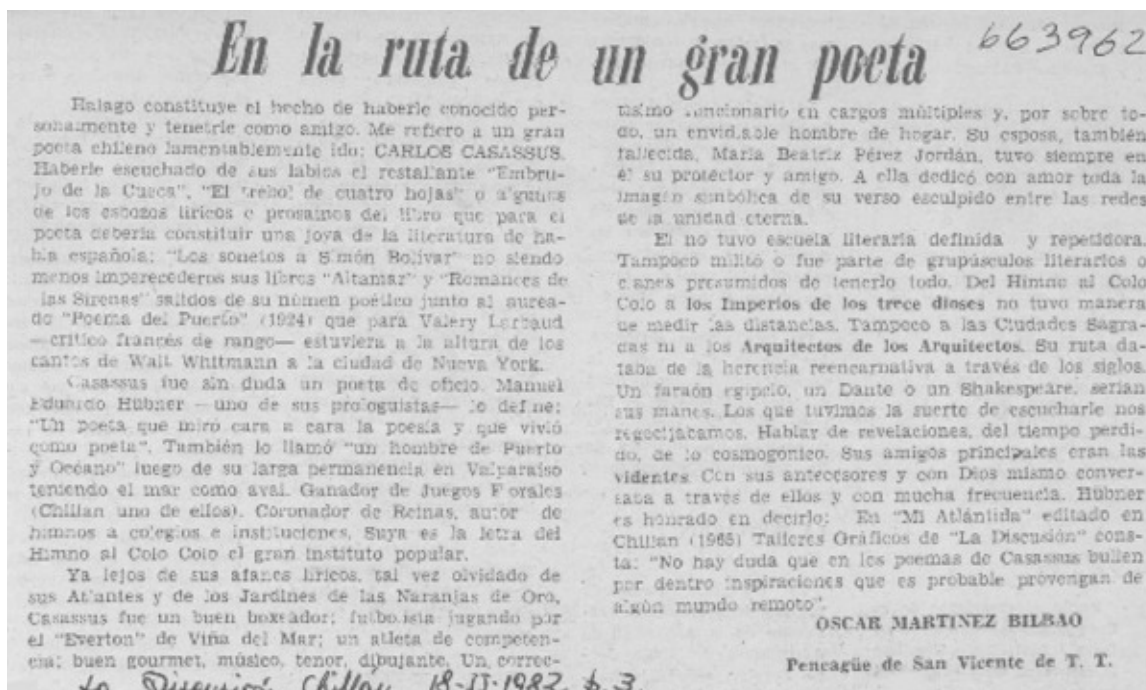 663962
En la ruta de un gran poeta
Halago constituye el hecho de haberle conocido per-
sonalmente y tenerle como amigo. Me refiero a un gran
poeta chileno lamentablemente ido: CARLOS CASASSUS.
Haberle escuchado de sus labios el restallante "Embru-
jo de la Cueca", "El trebol de cuatro hojas" o algunos
de los esbozos líricos e prosainos del libro que para el
poeta debería constituir una joya de la literatura de ha-
bla española: "Los sonetos a Simón Bolívar" no siendo
menos imperecederos sus libros "Altamar" y "Romances de
las Sirenas" salidos de su númen poético junto al aurea-
do "Poema del Puerto" (1924) que para Valery Larbaud
—crítico francés de rango— estuviera a la altura de los
cantos de Walt Whitmann a la ciudad de Nueva York.
Casassus fue sin duda un poeta de oficio. Manuel
Eduardo Hübner —uno de sus prologuistas— lo define:
"Un poeta que miró cara a cara la poesía y que vivió
como poeta". También lo llamó "un hombre de Puerto
y Océano" luego de su larga permanencia en Valparaíso
teniendo el mar como aval. Ganador de Juegos Florales
(Chillán uno de ellos). Coronador de Reinas, autor de
himnos a colegios e instituciones. Suya es la letra del
Himno al Colo Colo el gran instituto popular.
Ya lejos de sus afanes líricos, tal vez olvidado de
sus Atlantes y de los Jardines de las Naranjas de Oro,
Casassus fue un buen boxeador; futbolista jugando por
el "Everton" de Viña del Mar; un atleta de competen-
cia; buen gourmet, músico, tenor, dibujante. Un correc-
tísimo funcionario en cargos múltiples y, por sobre to-
do, un envidiable hombre de hogar. Su esposa, también
fallecida, María Beatriz Pérez Jordán, tuvo siempre en
él su protector y amigo. A ella dedicó con amor toda la
imagen simbólica de su verso esculpido entre las redes
de la unidad eterna.
El no tuvo escuela literaria definida y repetidora.
Tampoco militó o fue parte de grupúsculos literarios o
clanes presumidos de tenerlo todo. Del Himno al Colo
Colo a los Imperios de los trece dioses no tuvo manera
de medir las distancias. Tampoco a las Ciudades Sagra-
das ni a los Arquitectos de los Arquitectos. Su ruta da-
taba de la herencia reencarnativa a través de los siglos.
Un faraón egipcio, un Dante o un Shakespeare, serían
sus manes. Los que tuvimos la suerte de escucharle nos
regocijábamos. Hablar de revelaciones, del tiempo perdi-
do, de lo cosmogónico. Sus amigos principales eran las
videntes. Con sus antecesores y con Dios mismo conver-
saba a través de ellos y con mucha frecuencia. Hübner
es honrado en decirlo: En "Mi Atlántida" editado en
Chillán (1965) Talleres Gráficos de "La Discusión" cons-
ta: "No hay duda que en los poemas de Casassus bullen
por dentro inspiraciones que es probable provengan de
algún mundo remoto".
OSCAR MARTINEZ BILBAO
Pencagüe de San Vicente de T. T.
La Discusión, Chillán, 18-II-1982 p. 3